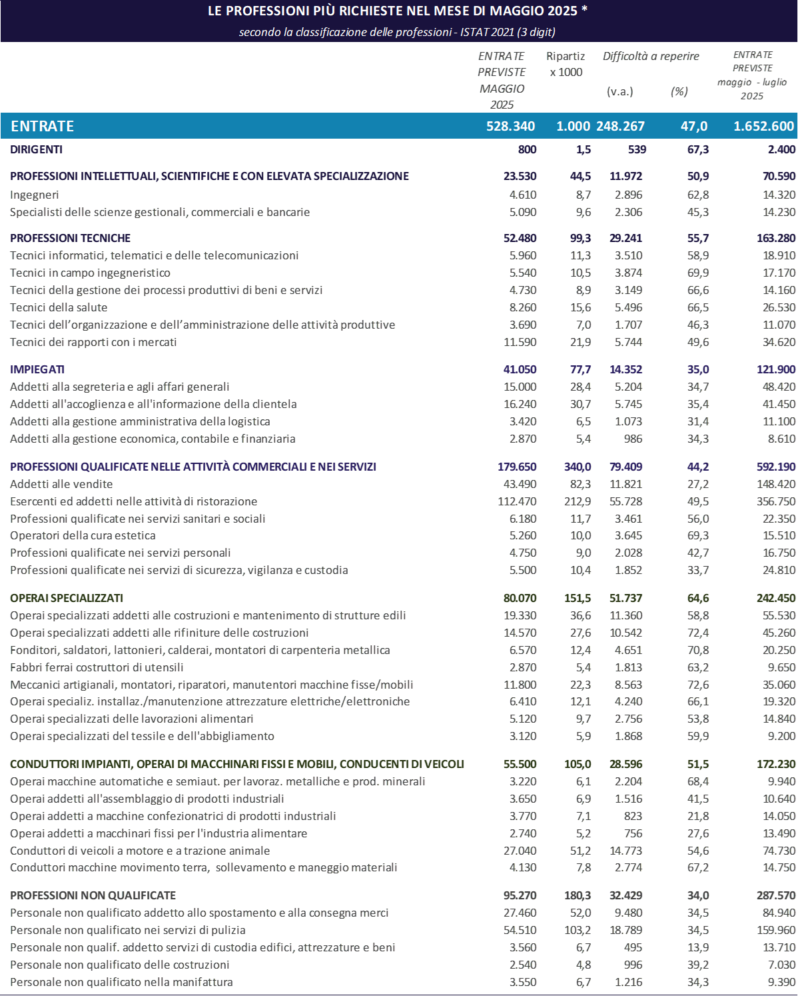 LE PROFESSIONI PIÙ RICHIESTE NEL MESE DI MAGGIO 2025 *
secondo la classificazione delle professioni - ISTAT 2021 (3 digit)
ENTRATE PREVISTE MAGGIO 2025 Ripartiz x 1000 Difficoltà a reperire (v.a.) (%) ENTRATE PREVISTE maggio - luglio 2025
ENTRATE 528.340 1.000 248.267 47,0 1.652.600
DIRIGENTI 800 1,5 539 67,3 2.400
PROFESSIONI INTELLETTUALI, SCIENTIFICHE E CON ELEVATA SPECIALIZZAZIONE 23.530 44,5 11.972 50,9 70.590
Ingegneri 4.610 8,7 2.896 62,8 14.320
Specialisti delle scienze gestionali, commerciali e bancarie 5.090 9,6 2.306 45,3 14.230
PROFESSIONI TECNICHE 52.480 99,3 29.241 55,7 163.280
Tecnici informatici, telematici e delle telecomunicazioni 5.960 11,3 3.510 58,9 18.910
Tecnici in campo ingegneristico 5.540 10,5 3.874 69,9 17.170
Tecnici della gestione dei processi produttivi di beni e servizi 4.730 8,9 3.149 66,6 14.160
Tecnici della salute 8.260 15,6 5.496 66,5 26.530
Tecnici dell’organizzazione e dell’amministrazione delle attività produttive 3.690 7,0 1.707 46,3 11.070
Tecnici dei rapporti con i mercati 11.590 21,9 5.744 49,6 34.620
IMPIEGATI 41.050 77,7 14.352 35,0 121.900
Addetti alla segreteria e agli affari generali 15.000 28,4 5.204 34,7 48.420
Addetti all'accoglienza e all'informazione della clientela 16.240 30,7 5.745 35,4 41.450
Addetti alla gestione amministrativa della logistica 3.420 6,5 1.073 31,4 11.100
Addetti alla gestione economica, contabile e finanziaria 2.870 5,4 986 34,3 8.610
PROFESSIONI QUALIFICATE NELLE ATTIVITÀ COMMERCIALI E NEI SERVIZI 179.650 340,0 79.409 44,2 592.190
Addetti alle vendite 43.490 82,3 11.821 27,2 148.420
Esercenti ed addetti nelle attività di ristorazione 112.470 212,9 55.728 49,5 356.750
Professioni qualificate nei servizi sanitari e sociali 6.180 11,7 3.461 56,0 22.350
Operatori della cura estetica 5.260 10,0 3.645 69,3 15.510
Professioni qualificate nei servizi personali 4.750 9,0 2.028 42,7 16.750
Professioni qualificate nei servizi di sicurezza, vigilanza e custodia 5.500 10,4 1.852 33,7 24.810
OPERAI SPECIALIZZATI 80.070 151,5 51.737 64,6 242.450
Operai specializzati addetti alle costruzioni e mantenimento di strutture edili 19.330 36,6 11.360 58,8 55.530
Operai specializzati addetti alle rifiniture delle costruzioni 14.570 27,6 10.542 72,4 45.260
Fonditori, saldatori, lattonieri, calderai, montatori di carpenteria metallica 6.570 12,4 4.651 70,8 20.250
Fabbri ferrai costruttori di utensili 2.870 5,4 1.813 63,2 9.650
Meccanici artigianali, montatori, riparatori, manutentori macchine fisse/mobili 11.800 22,3 8.563 72,6 35.060
Operai specializ. installaz./manutenzione attrezzature elettriche/elettroniche 6.410 12,1 4.240 66,1 19.320
Operai specializzati delle lavorazioni alimentari 5.120 9,7 2.756 53,8 14.840
Operai specializzati del tessile e dell'abbigliamento 3.120 5,9 1.868 59,9 9.200
CONDUTTORI IMPIANTI, OPERAI DI MACCHINARI FISSI E MOBILI, CONDUCENTI DI VEICOLI 55.500 105,0 28.596 51,5 172.230
Operai macchine automatiche e semiaut. per lavoraz. metalliche e prod. minerali 3.220 6,1 2.204 68,4 9.940
Operai addetti all'assemblaggio di prodotti industriali 3.650 6,9 1.516 41,5 10.640
Operai addetti a macchine confezionatrici di prodotti industriali 3.770 7,1 823 21,8 14.050
Operai addetti a macchinari fissi per l'industria alimentare 2.740 5,2 756 27,6 13.490
Conduttori di veicoli a motore e a trazione animale 27.040 51,2 14.773 54,6 74.730
Conduttori macchine movimento terra, sollevamento e maneggio materiali 4.130 7,8 2.774 67,2 14.750
PROFESSIONI NON QUALIFICATE 95.270 180,3 32.429 34,0 287.570
Personale non qualificato addetto allo spostamento e alla consegna merci 27.460 52,0 9.480 34,5 84.940
Personale non qualificato nei servizi di pulizia 54.510 103,2 18.789 34,5 159.960
Personale non qualif. addetto servizi di custodia edifici, attrezzature e beni 3.560 6,7 495 13,9 13.710
Personale non qualificato delle costruzioni 2.540 4,8 996 39,2 7.030
Personale non qualificato nella manifattura 3.550 6,7 1.216 34,3 9.390